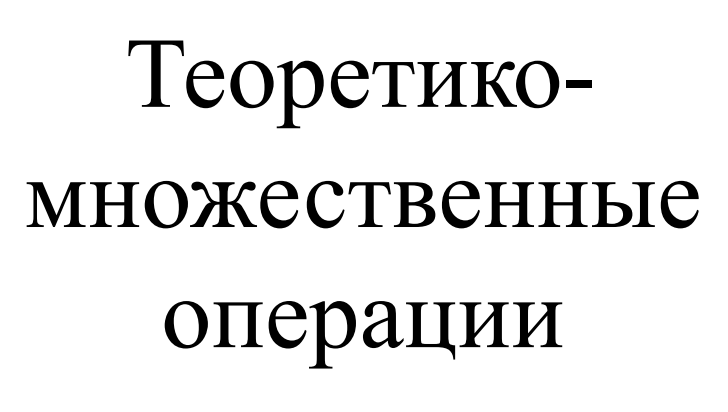 Теоретико-
множественные
операции